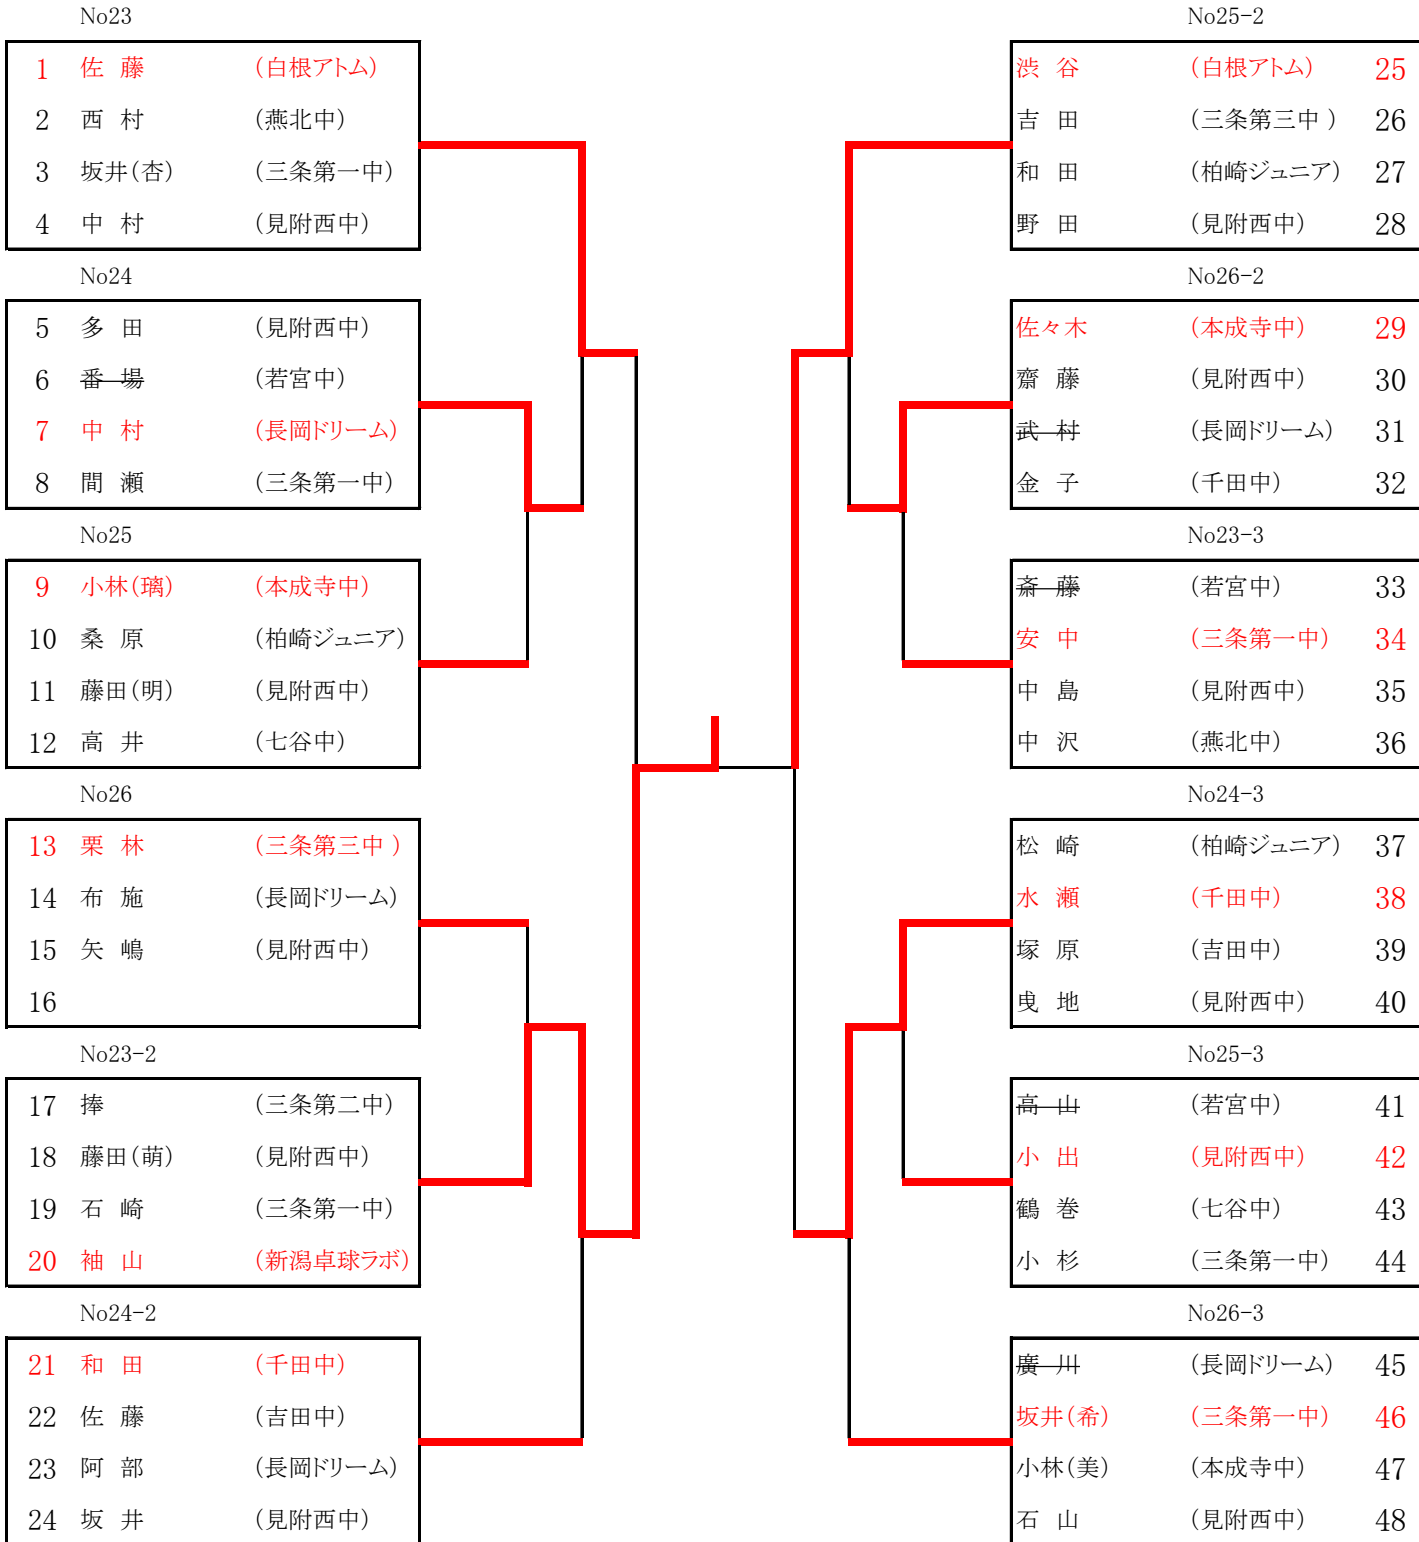 No23
1 佐 藤 (白根アトム)
2 西 村 (燕北中)
3 坂井(杏) (三条第一中)
4 中 村 (見附西中)
No24
5 多 田 (見附西中)
6 番 場 (若宮中)
7 中 村 (長岡ドリーム)
8 間 瀬 (三条第一中)
No25
9 小林(璃) (本成寺中)
10 桑 原 (柏崎ジュニア)
11 藤田(明) (見附西中)
12 高 井 (七谷中)
No26
13 栗 林 (三条第三中 )
14 布 施 (長岡ドリーム)
15 矢 嶋 (見附西中)
16
No23-2
17 捧 (三条第二中)
18 藤田(萌) (見附西中)
19 石 崎 (三条第一中)
20 袖 山 (新潟卓球ラボ)
No24-2
21 和 田 (千田中)
22 佐 藤 (吉田中)
23 阿 部 (長岡ドリーム)
24 坂 井 (見附西中)
No25-2
渋 谷 (白根アトム) 25
吉 田 (三条第三中 ) 26
和 田 (柏崎ジュニア) 27
野 田 (見附西中) 28
No26-2
佐々木 (本成寺中) 29
齋 藤 (見附西中) 30
武 村 (長岡ドリーム) 31
金 子 (千田中) 32
No23-3
斎 藤 (若宮中) 33
安 中 (三条第一中) 34
中 島 (見附西中) 35
中 沢 (燕北中) 36
No24-3
松 崎 (柏崎ジュニア) 37
水 瀬 (千田中) 38
塚 原 (吉田中) 39
曵 地 (見附西中) 40
No25-3
高 山 (若宮中) 41
小 出 (見附西中) 42
鶴 巻 (七谷中) 43
小 杉 (三条第一中) 44
No26-3
廣 川 (長岡ドリーム) 45
坂井(希) (三条第一中) 46
小林(美) (本成寺中) 47
石 山 (見附西中) 48